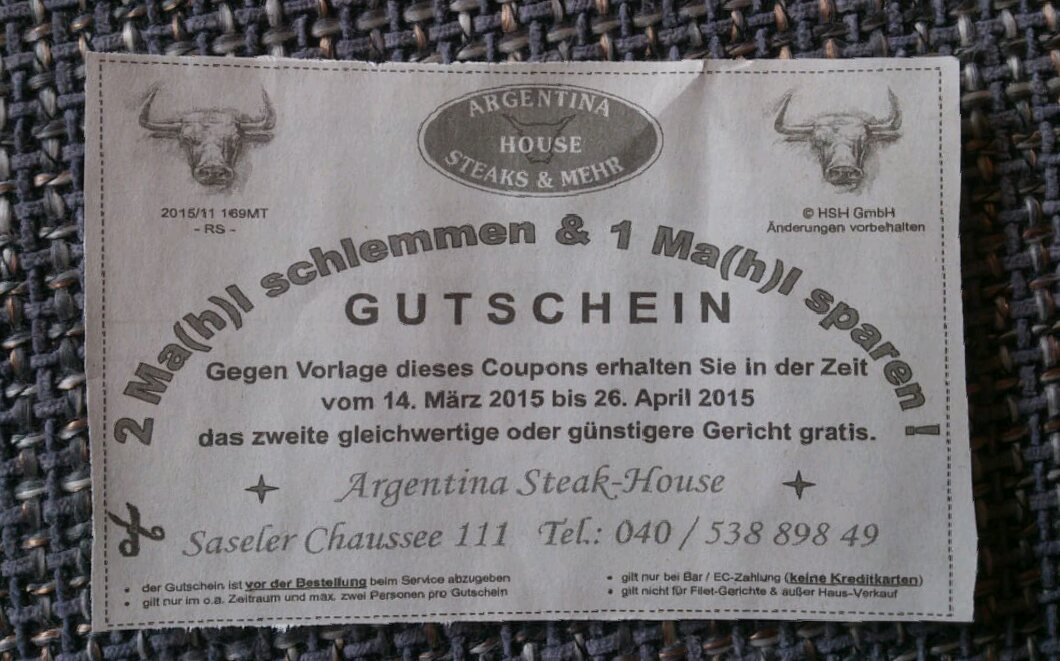 ARGENTINA
HOUSE
STEAKS & MEHR
2015/11 169MT
- RS -
© HSH GmbH
Änderungen vorbehalten
2 Ma(h)l schlemmen & 1 Ma(h)l sparen !
GUTSCHEIN
Gegen Vorlage dieses Coupons erhalten Sie in der Zeit
vom 14. März 2015 bis 26. April 2015
das zweite gleichwertige oder günstigere Gericht gratis.
Argentina Steak-House
Saseler Chaussee 111 Tel.: 040 / 538 898 49
• der Gutschein ist vor der Bestellung beim Service abzugeben
• gilt nur im o.a. Zeitraum und max. zwei Personen pro Gutschein
• gilt nur bei Bar / EC-Zahlung (keine Kreditkarten)
• gilt nicht für Filet-Gerichte & außer Haus-Verkauf